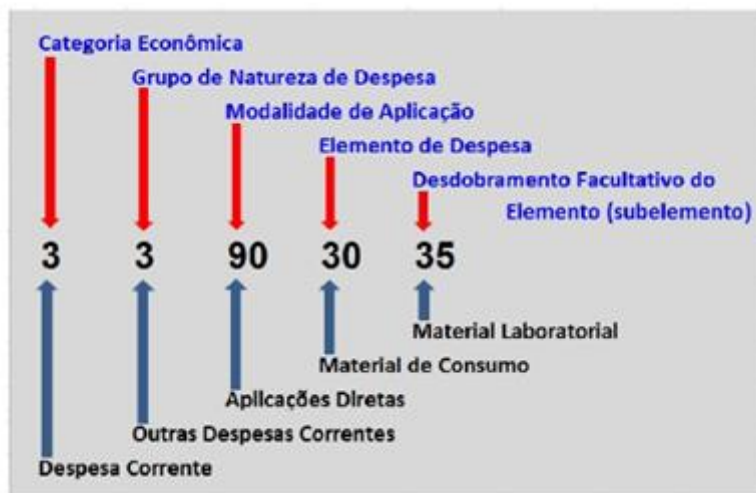 Categoria Econômica
Grupo de Natureza de Despesa
Modalidade de Aplicação
Elemento de Despesa
Desdobramento Facultativo do
Elemento (subelemento)
3 3 90 30 35
Material Laboratorial
Material de Consumo
Aplicações Diretas
Outras Despesas Correntes
Despesa Corrente